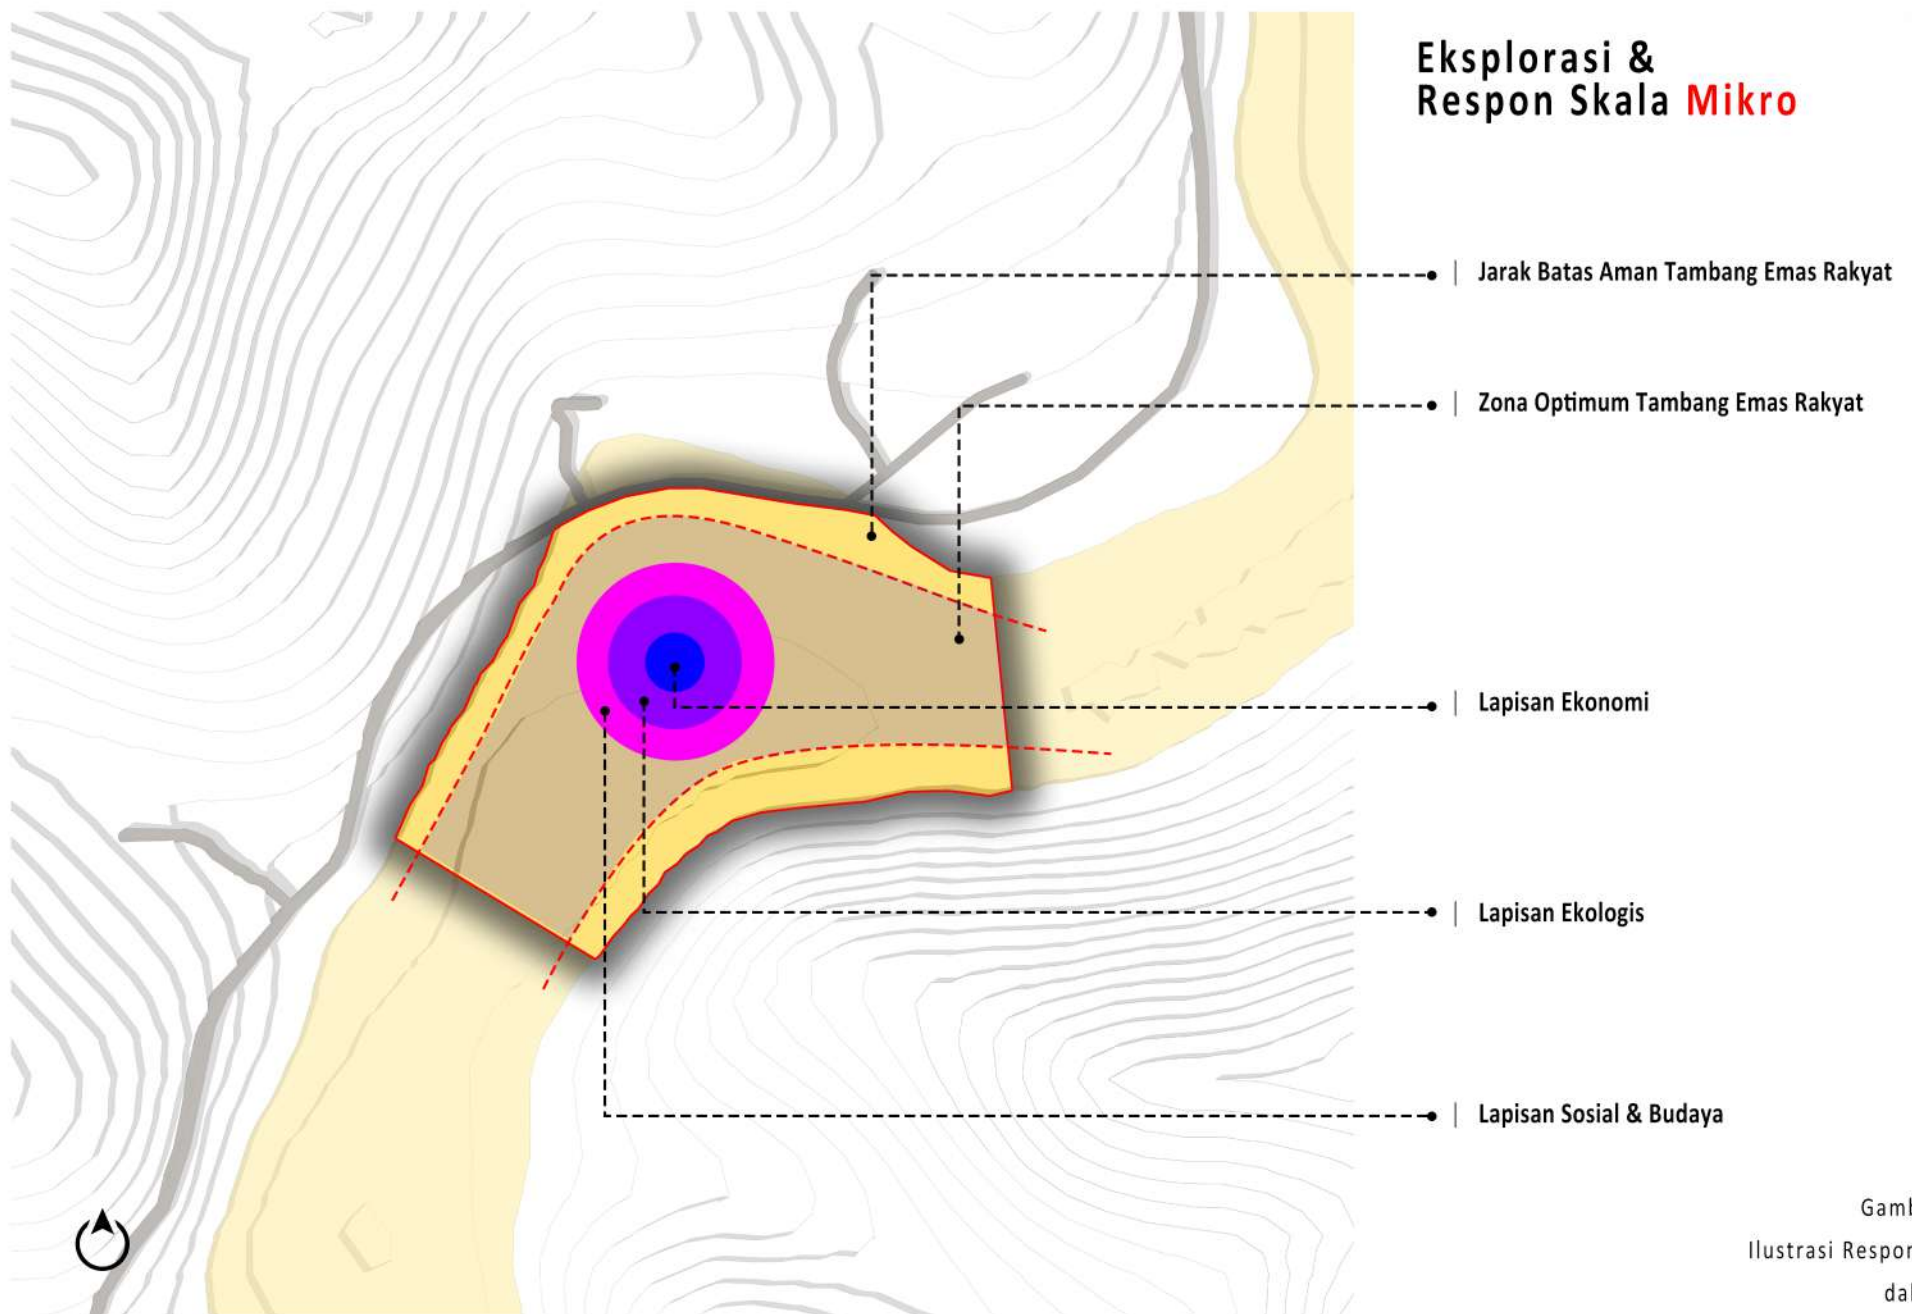 Eksplorasi &
Respon Skala Mikro
Jarak Batas Aman Tambang Emas Rakyat
Zona Optimum Tambang Emas Rakyat
Lapisan Ekonomi
Lapisan Ekologis
Lapisan Sosial & Budaya
Ilustrasi